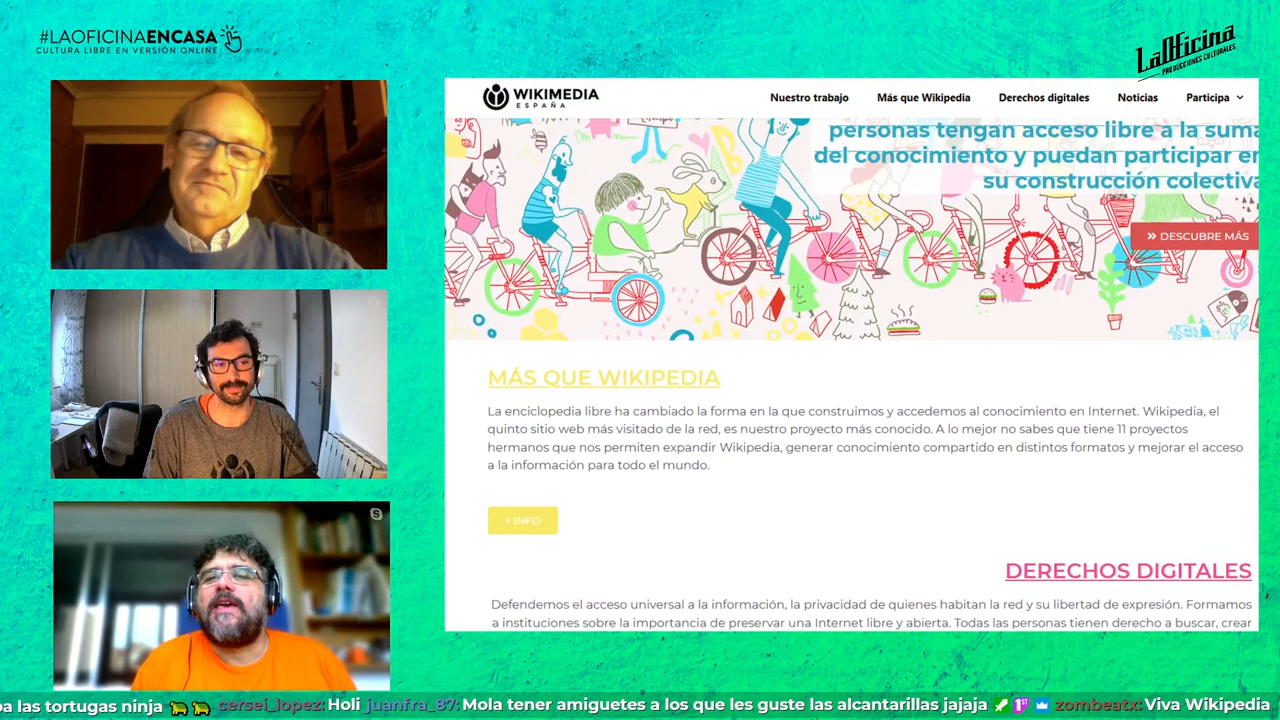 #LAOFICINAENCASA
CULTURA LIBRE EN VERSIÓN ONLINE
LaOficina
PRODUCCIONES CULTURALES
WIKIMEDIA
ESPAÑA
Nuestro trabajo
Más que Wikipedia
Derechos digitales
Noticias
Participa
personas tengan acceso libre a la suma
del conocimiento y puedan participar en
su construcción colectiva
» DESCUBRE MÁS
MÁS QUE WIKIPEDIA
La enciclopedia libre ha cambiado la forma en la que construimos y accedemos al conocimiento en Internet. Wikipedia, el
quinto sitio web más visitado de la red, es nuestro proyecto más conocido. A lo mejor no sabes que tiene 11 proyectos
hermanos que nos permiten expandir Wikipedia, generar conocimiento compartido en distintos formatos y mejorar el acceso
a la información para todo el mundo.
+ INFO
DERECHOS DIGITALES
Defendemos el acceso universal a la información, la privacidad de quienes habitan la red y su libertad de expresión. Formamos
a instituciones sobre la importancia de preservar una Internet libre y abierta. Todas las personas tienen derecho a buscar, crear
pa las tortugas ninja cersei_lopez: Holi juanfra_87: Mola tener amiguetes a los que les guste las alcantarillas jajaja zombeatx: Viva Wikipedia